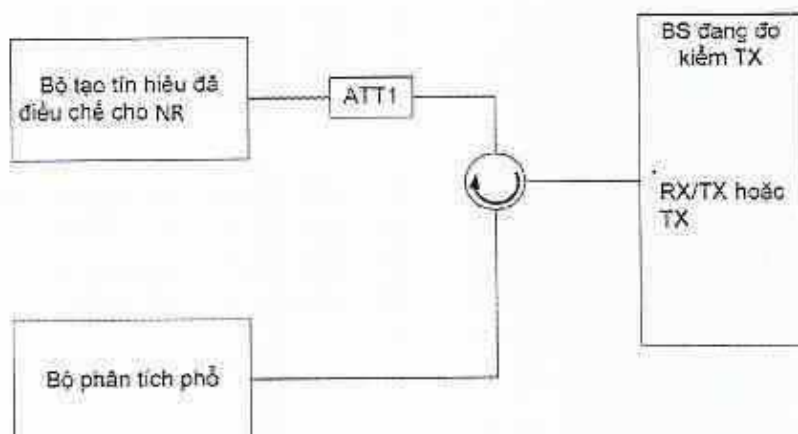 Bộ tạo tín hiệu đã
điều chế cho NR
ATT1
BS đang đo
kiểm TX
RX/TX hoặc
TX
Bộ phân tích phổ